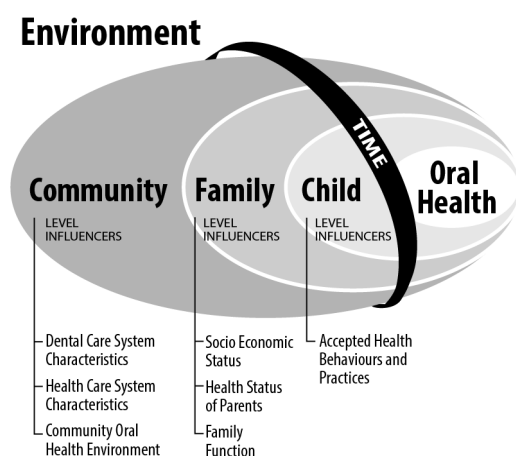 Environment
TIME
Community
Family
Child
Oral
Health
LEVEL
INFLUENCERS
LEVEL
INFLUENCERS
LEVEL
INFLUENCERS
Dental Care System
Characteristics
Health Care System
Characteristics
Community Oral
Health Environment
Socio Economic
Status
Health Status
of Parents
Family
Function
Accepted Health
Behaviours and
Practices